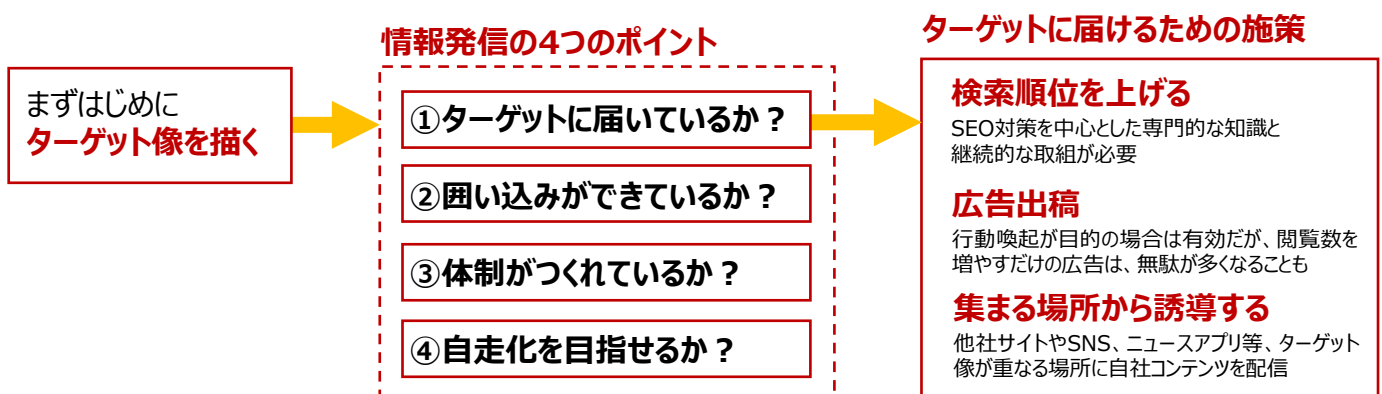 まずはじめに
ターゲット像を描く
情報発信の4つのポイント
①ターゲットに届いているか？
②囲い込みができているか？
③体制がつくれているか？
④自走化を目指せるか？
ターゲットに届けるための施策
検索順位を上げる
SEO対策を中心とした専門的な知識と
継続的な取組が必要
広告出稿
行動喚起が目的の場合は有効だが、閲覧数を
増やすだけの広告は、無駄が多くなることも
集まる場所から誘導する
他社サイトやSNS、ニュースアプリ等、ターゲット
像が重なる場所に自社コンテンツを配信